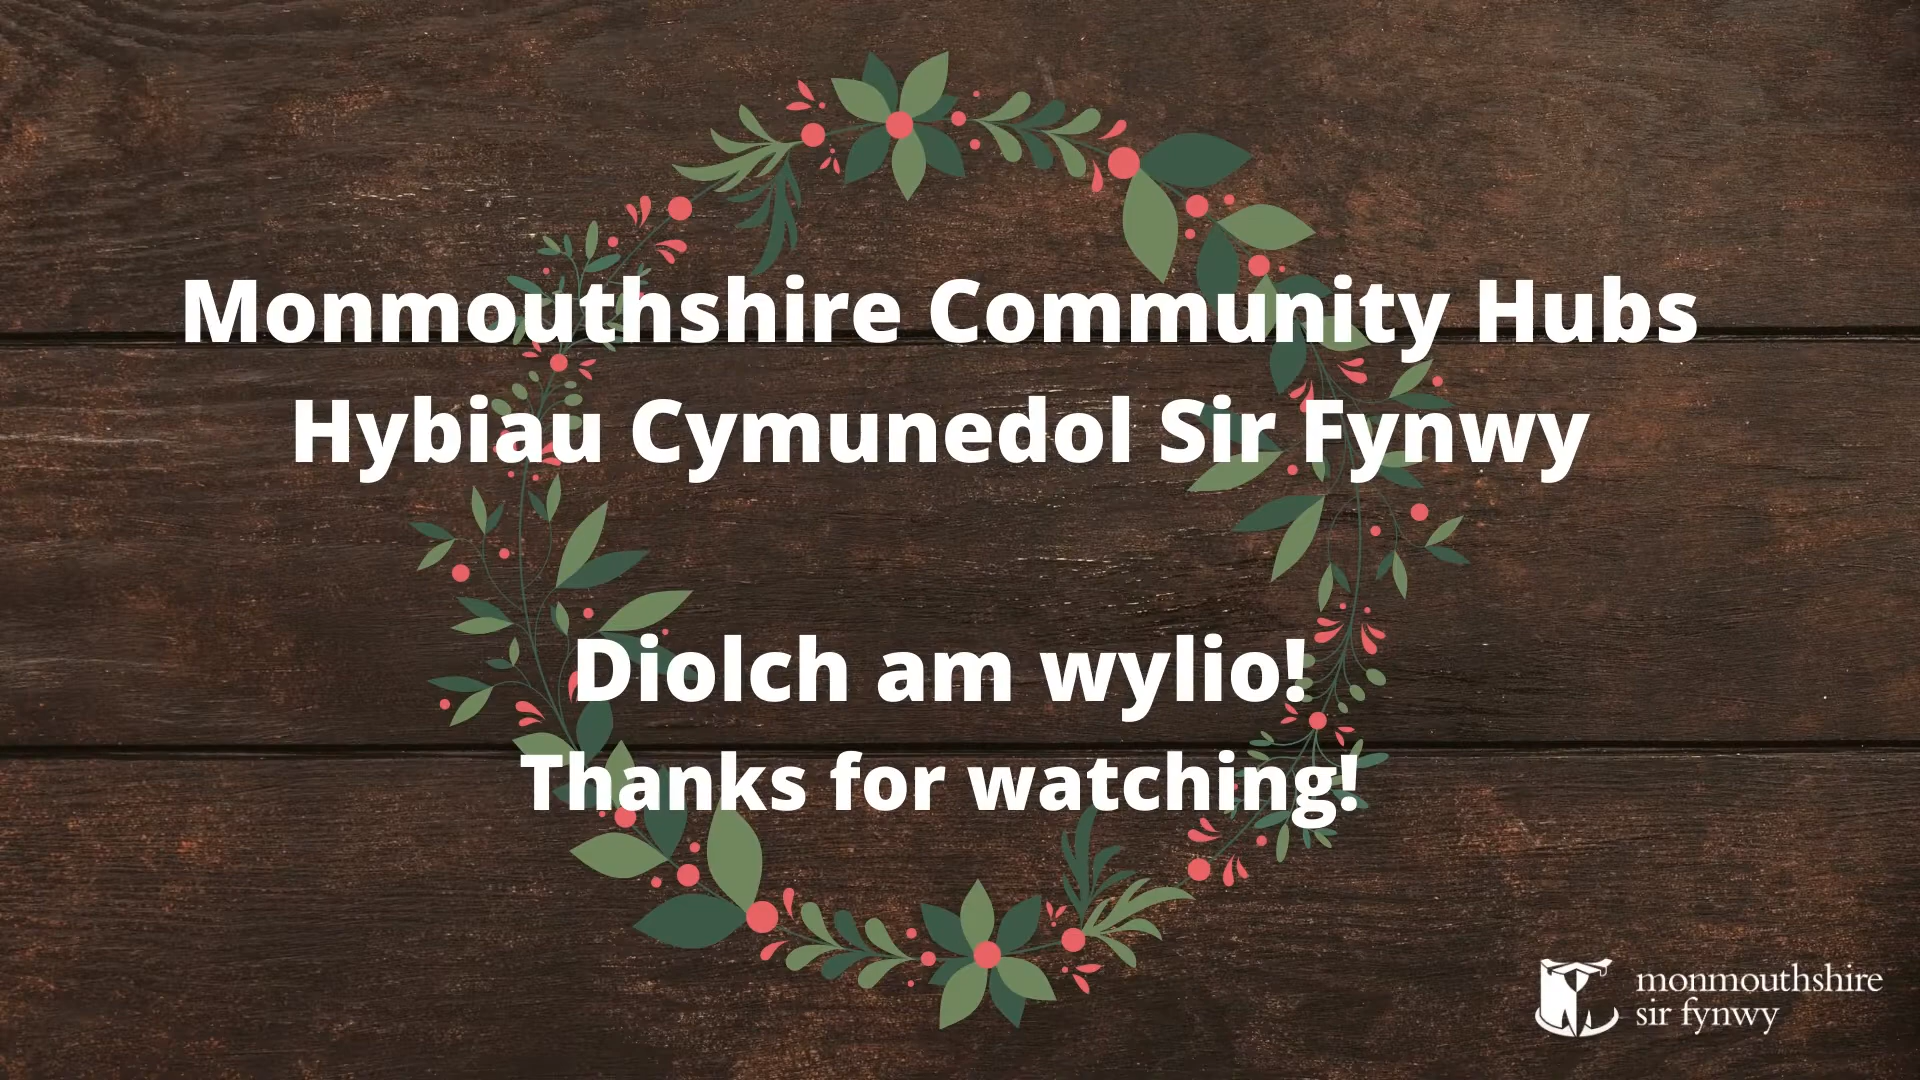 Monmouthshire Community Hubs
Hybiau Cymunedol Sir Fynwy
Diolch am wylio!
Thanks for watching!
monmouthshire
sir fynwy